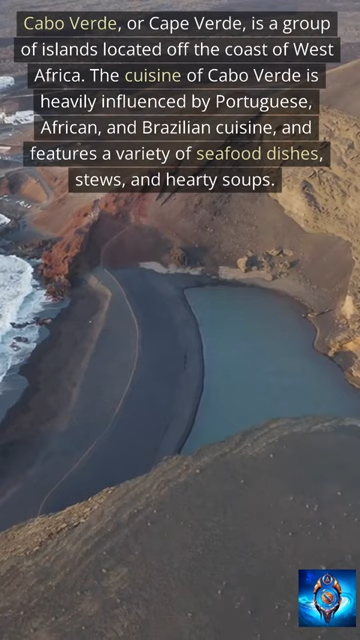 Cabo Verde, or Cape Verde, is a group
of islands located off the coast of West
Africa. The cuisine of Cabo Verde is
heavily influenced by Portuguese,
African, and Brazilian cuisine, and
features a variety of seafood dishes,
stews, and hearty soups.